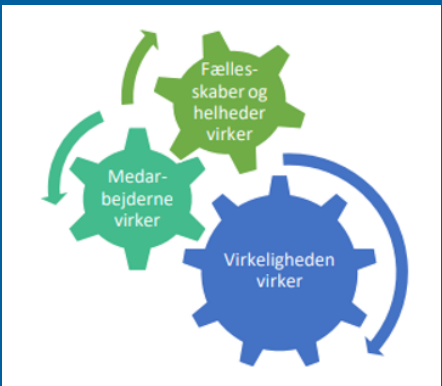 Fælles-
skaber og
helheder
virker
Medar-
bejderne
virker
Virkeligheden
virker